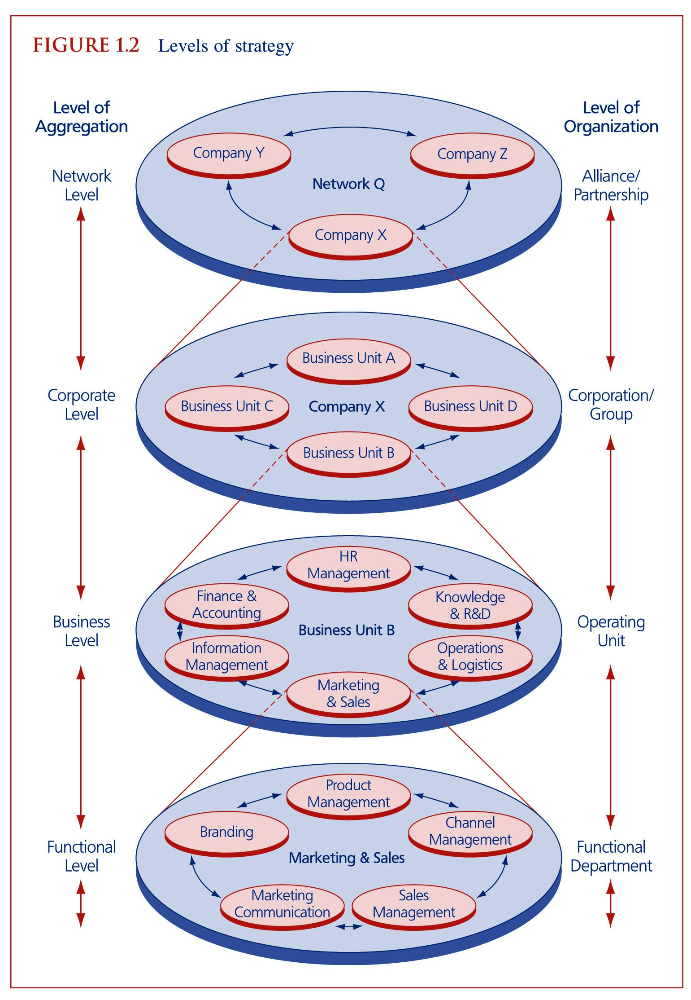 FIGURE 1.2 Levels of strategy
Level of
Aggregation
Level of
Organization
Network
Level
Company Y
Company Z
Network Q
Company X
Alliance/
Partnership
Corporate
Level
Business Unit A
Business Unit C
Company X
Business Unit D
Business Unit B
Corporation/
Group
Business
Level
HR
Management
Finance &
Accounting
Knowledge
& R&D
Business Unit B
Information
Management
Operations
& Logistics
Marketing
& Sales
Operating
Unit
Functional
Level
Product
Management
Branding
Channel
Management
Marketing & Sales
Marketing
Communication
Sales
Management
Functional
Department